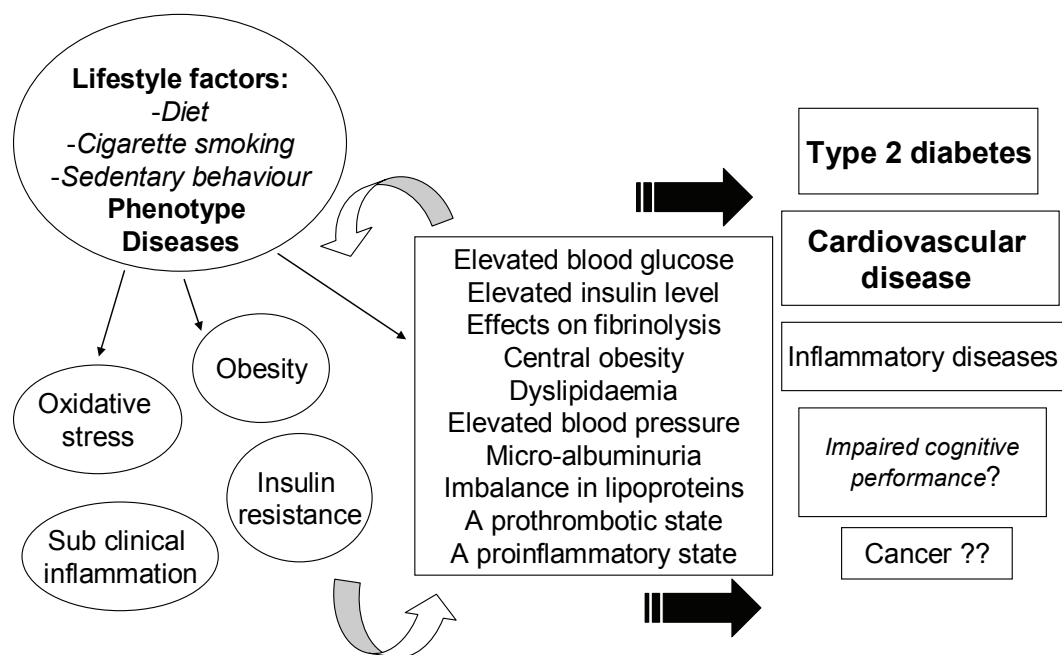 Lifestyle factors:
-Diet
-Cigarette smoking
-Sedentary behaviour
Phenotype
Diseases
Obesity
Oxidative
stress
Insulin
resistance
Sub clinical
inflammation
Elevated blood glucose
Elevated insulin level
Effects on fibrinolysis
Central obesity
Dyslipidaemia
Elevated blood pressure
Micro-albuminuria
Imbalance in lipoproteins
A prothrombotic state
A proinflammatory state
Type 2 diabetes
Cardiovascular
disease
Inflammatory diseases
Impaired cognitive
performance?
Cancer ??